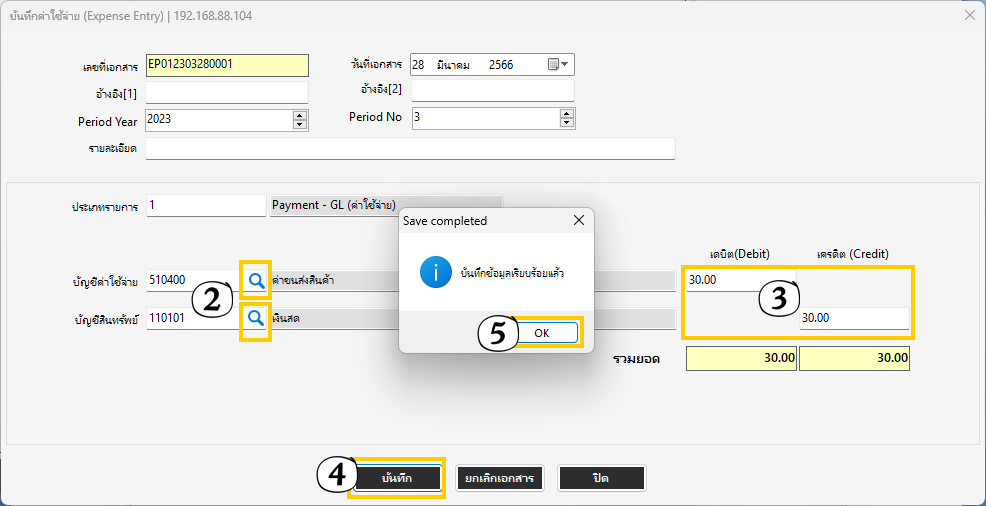 บันทึกค่าใช้จ่าย (Expense Entry) | 192.168.88.104
เลขที่เอกสาร EP012303280001 วันที่เอกสาร 28 มีนาคม 2566
อ้างอิง[1] อ้างอิง[2]
Period Year 2023 Period No 3
รายละเอียด
ประเภทรายการ 1 Payment - GL (ค่าใช้จ่าย)
Save completed
บันทึกข้อมูลเรียบร้อยแล้ว
5 OK
เดบิต(Debit) เครดิต (Credit)
บัญชีค่าใช้จ่าย 510400 2 ค่าขนส่งสินค้า 30.00 3
บัญชีสินทรัพย์ 110101 เงินสด 30.00
รวมยอด 30.00 30.00
4 บันทึก ยกเลิกเอกสาร ปิด